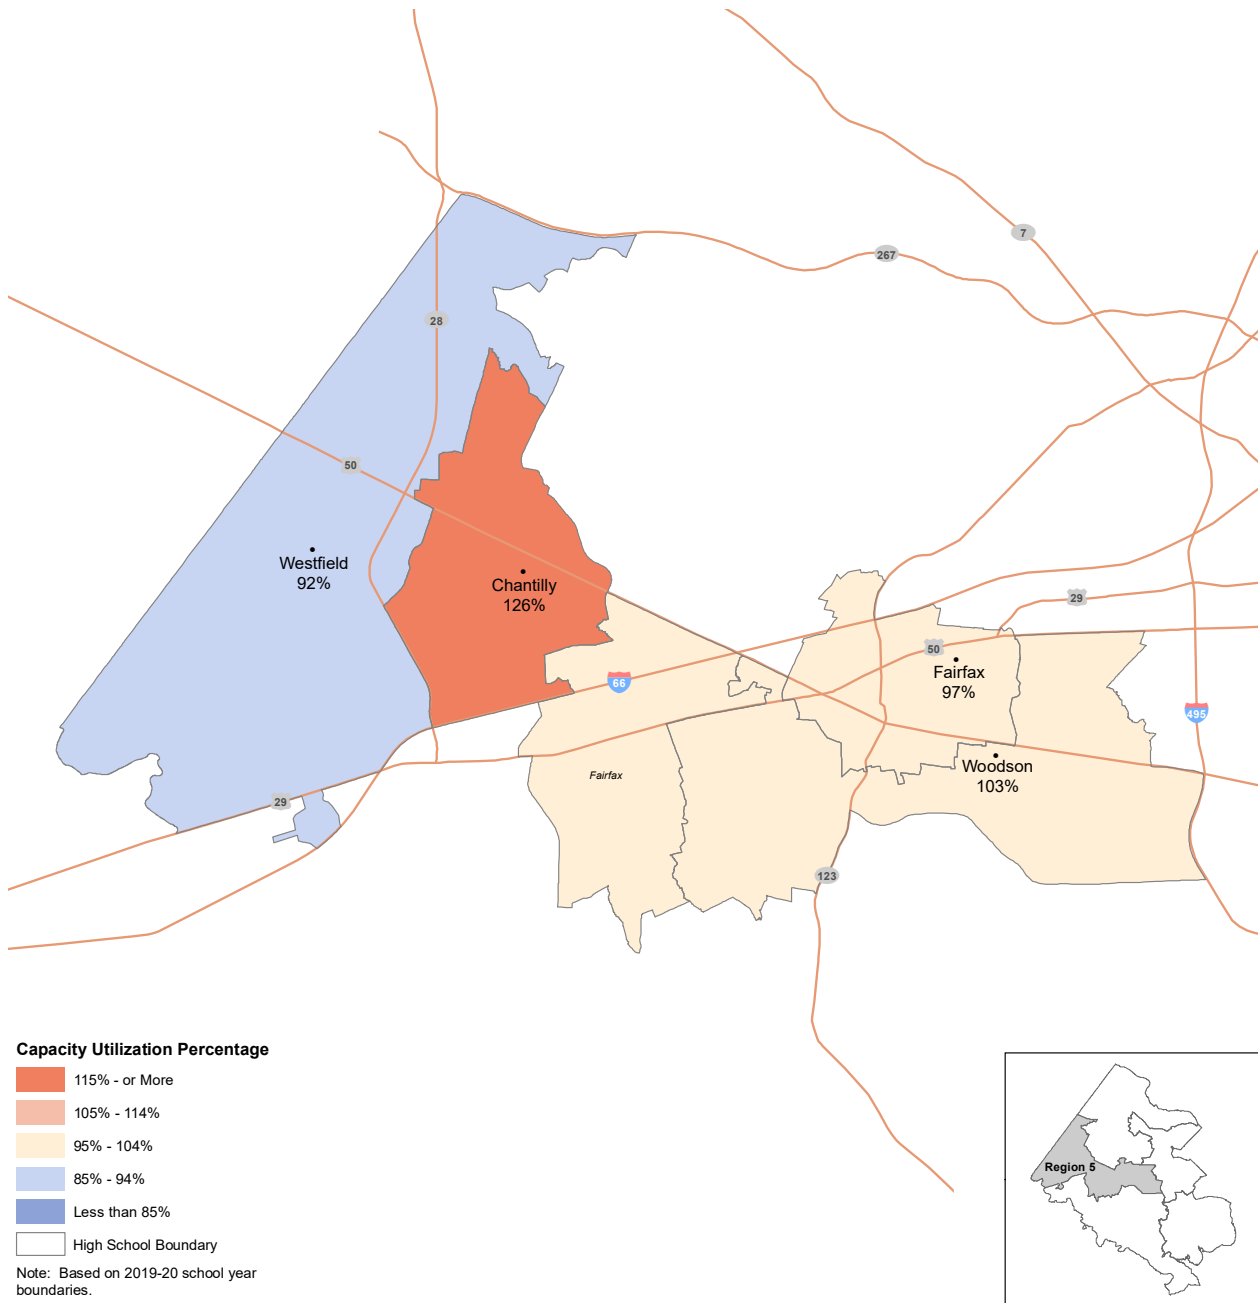 7
267
28
50
Westfield
92%
Chantilly
126%
29
50
Fairfax
97%
66
495
Woodson
103%
Fairfax
29
123
Capacity Utilization Percentage
115% - or More
105% - 114%
95% - 104%
85% - 94%
Less than 85%
High School Boundary
Note: Based on 2019-20 school year
boundaries.
Region 5